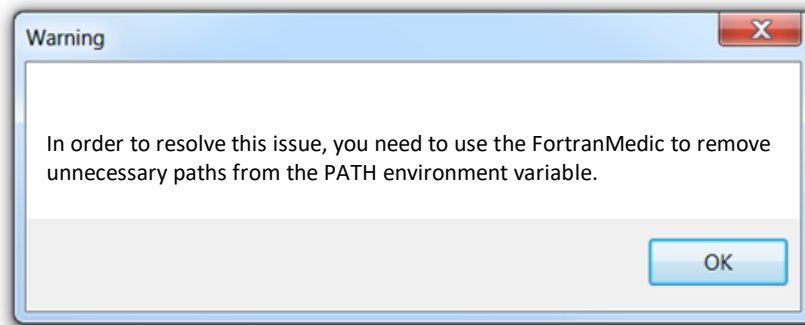 Warning
X
In order to resolve this issue, you need to use the FortranMedic to remove
unnecessary paths from the PATH environment variable.
OK